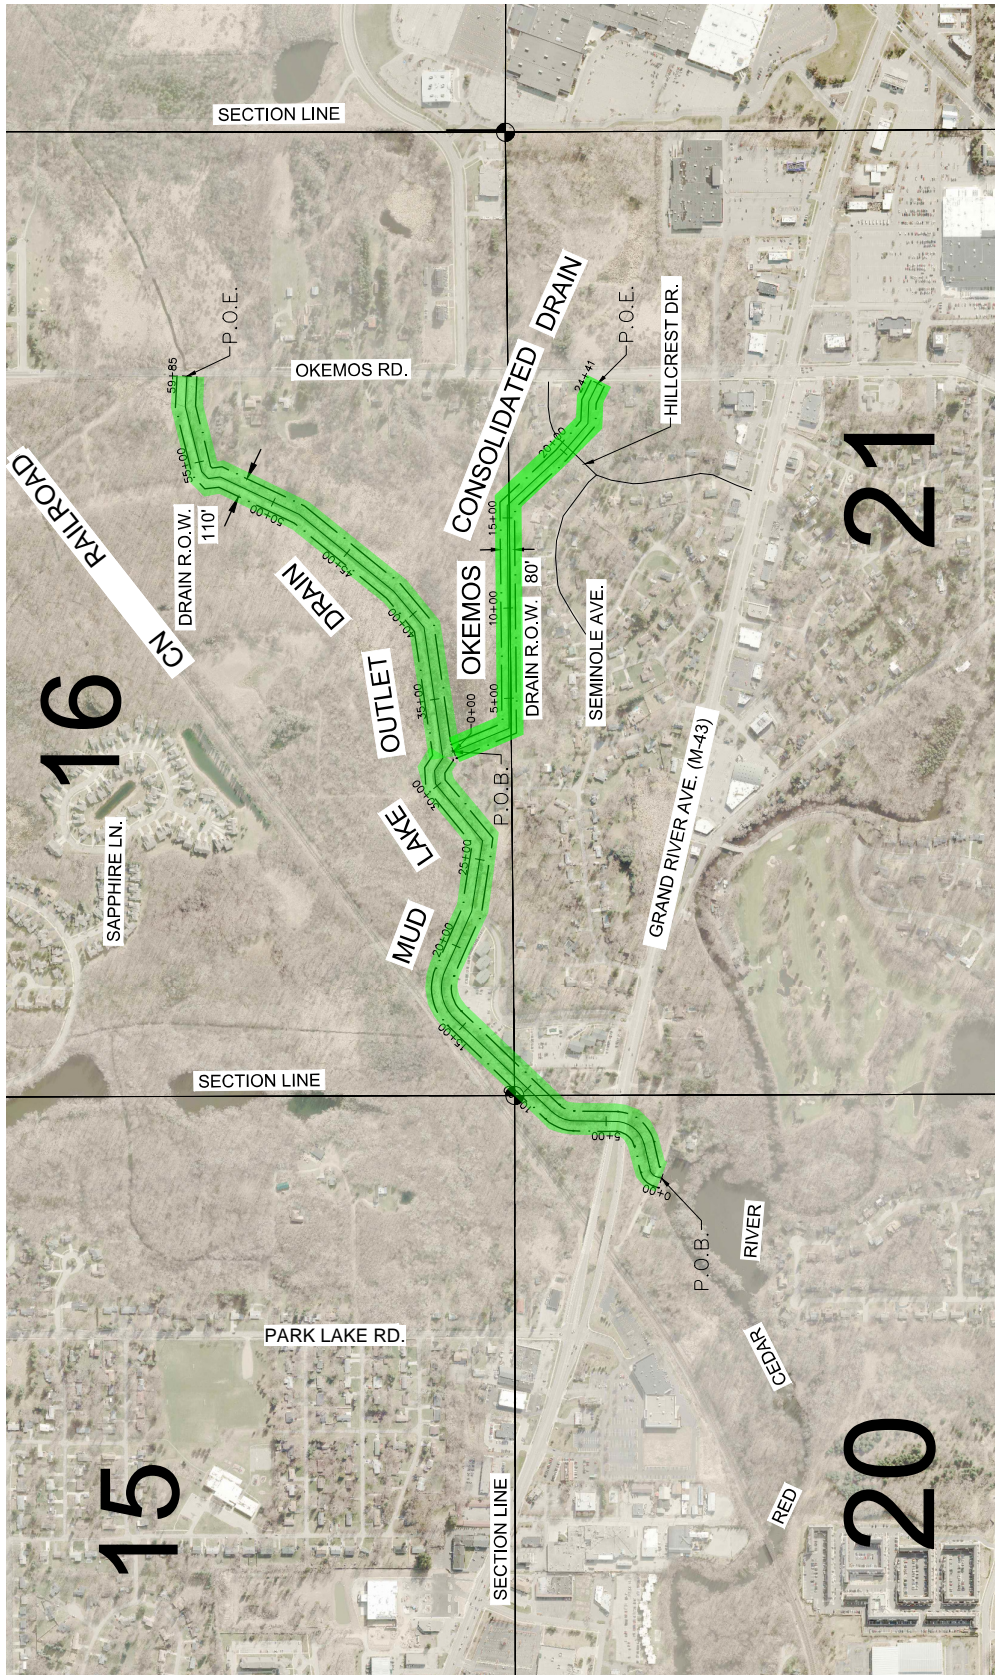 SECTION LINE
59+85
P.O.E.
OKEMOS RD.
CONSOLIDATED DRAIN
P.O.E.
24+41
HILLCREST DR.
55+00
20+00
CN RAILROAD
DRAIN R.O.W.
110'
50+00
15+00
21
45+00
DRAIN
OKEMOS
10+00
80'
DRAIN R.O.W.
SEMINOLE AVE.
40+00
16
OUTLET
35+00
0+00
5+00
GRAND RIVER AVE. (M-43)
P.O.B.
30+00
LAKE
25+00
SAPPHIRE LN.
MUD
20+00
15+00
SECTION LINE
5+00
0+00
P.O.B.
RIVER
PARK LAKE RD.
CEDAR
15
SECTION LINE
RED
20